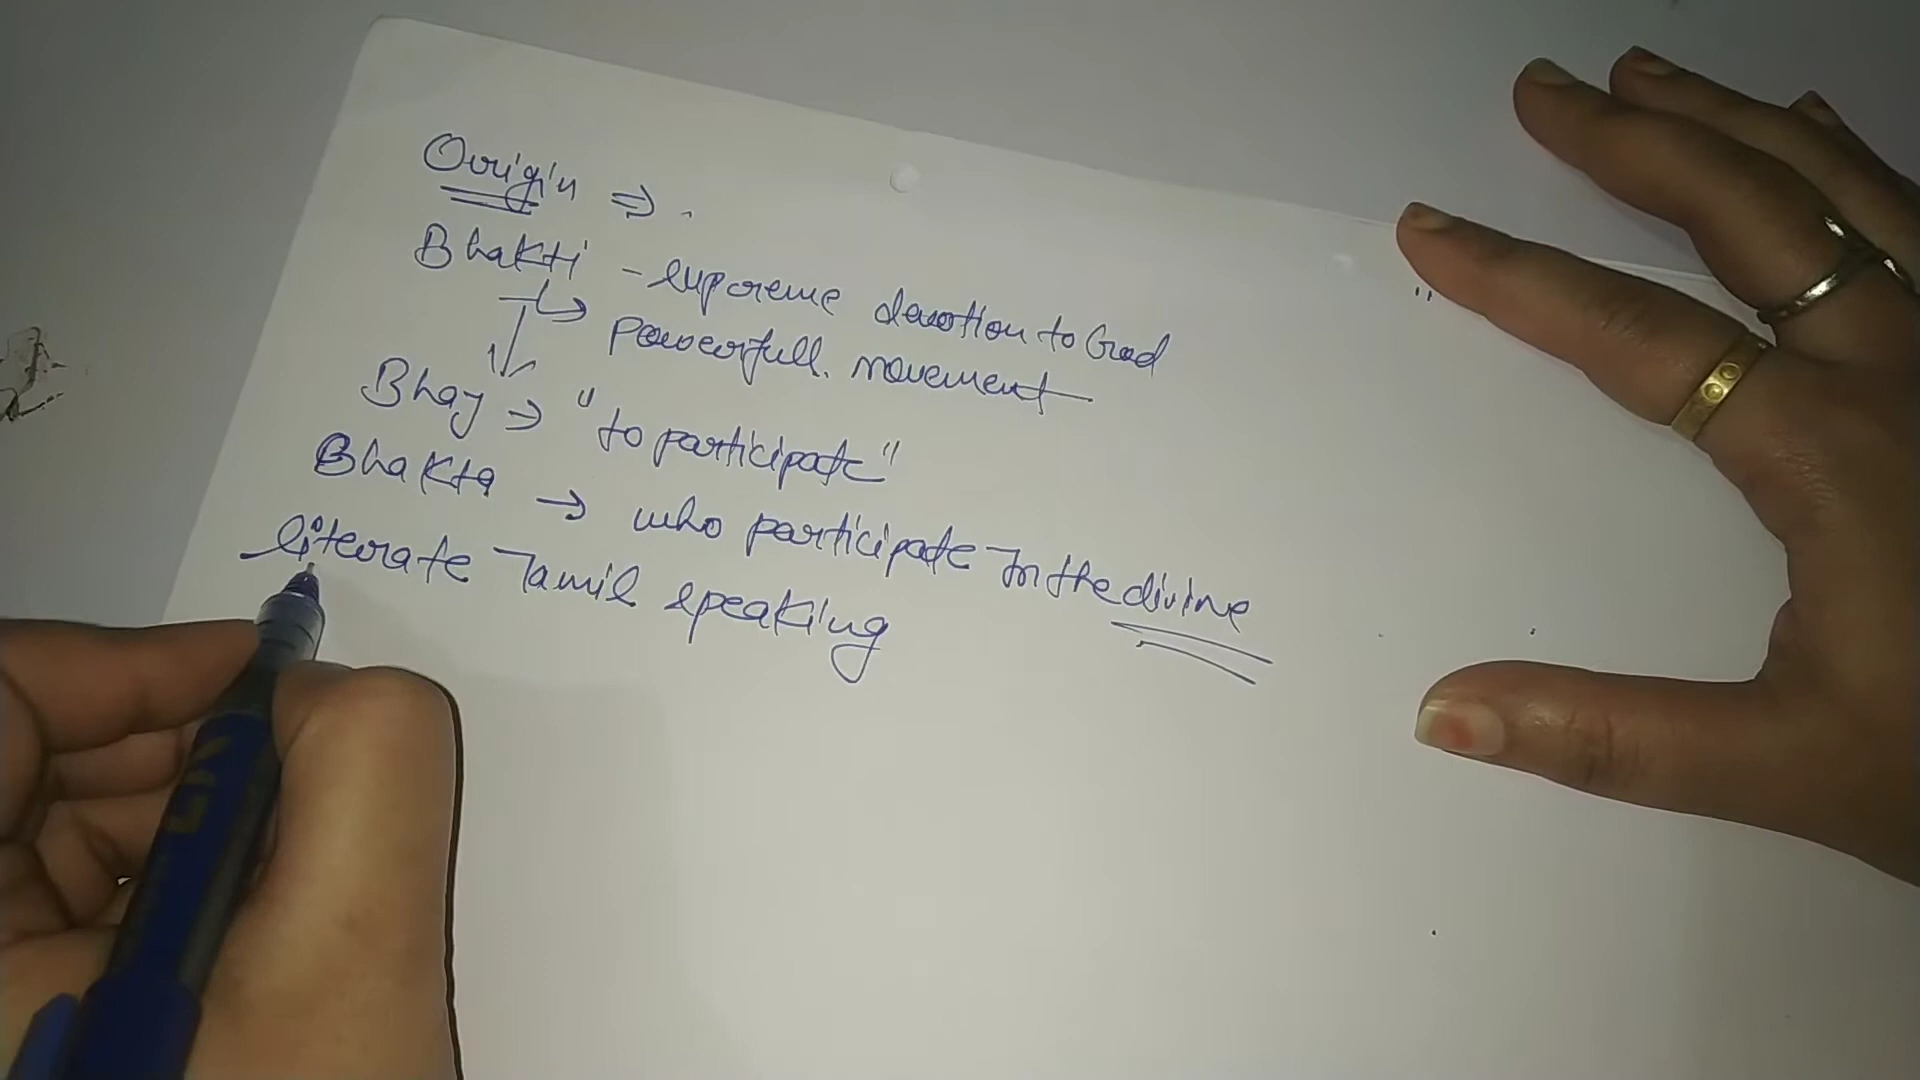 Origin ⇒
Bhakti - supreme devotion to God
↳ Powerfull. movement
Bhaj ⇒ "to participate"
Bhakta → who participate In the divine
literate Tamil speaking